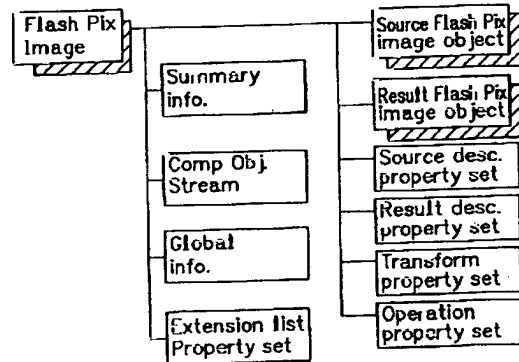 Flash Pix
Image
Summary
info.
Comp Obj.
Stream
Global
info.
Extension list
Property set
Source Flash Pix
image object
Result Flash Pix
image object
Source desc.
property set
Result desc.
property set
Transform
property set
Operation
property set